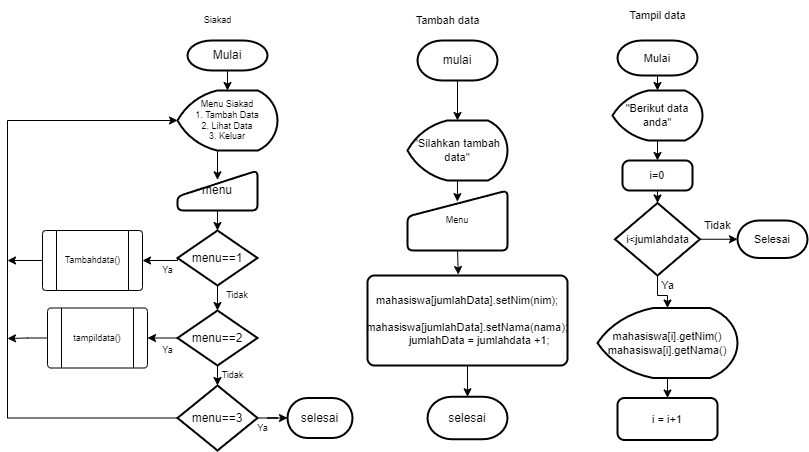 Siakad
Mulai
Menu Siakad
1. Tambah Data
2. Lihat Data
3. Keluar
menu
menu==1
Ya
Tambahdata()
Tidak
menu==2
Ya
tampildata()
Tidak
menu==3
Ya
selesai
Tambah data
mulai
"Silahkan tambah
data"
Menu
mahasiswa[jumlahData].setNim(nim);
mahasiswa[jumlahData].setNama(nama);
jumlahData = jumlahdata +1;
selesai
Tampil data
Mulai
"Berikut data
anda"
i=0
i<jumlahdata
Tidak
Selesai
Ya
mahasiswa[i].getNim()
mahasiswa[i].getNama()
i = i+1